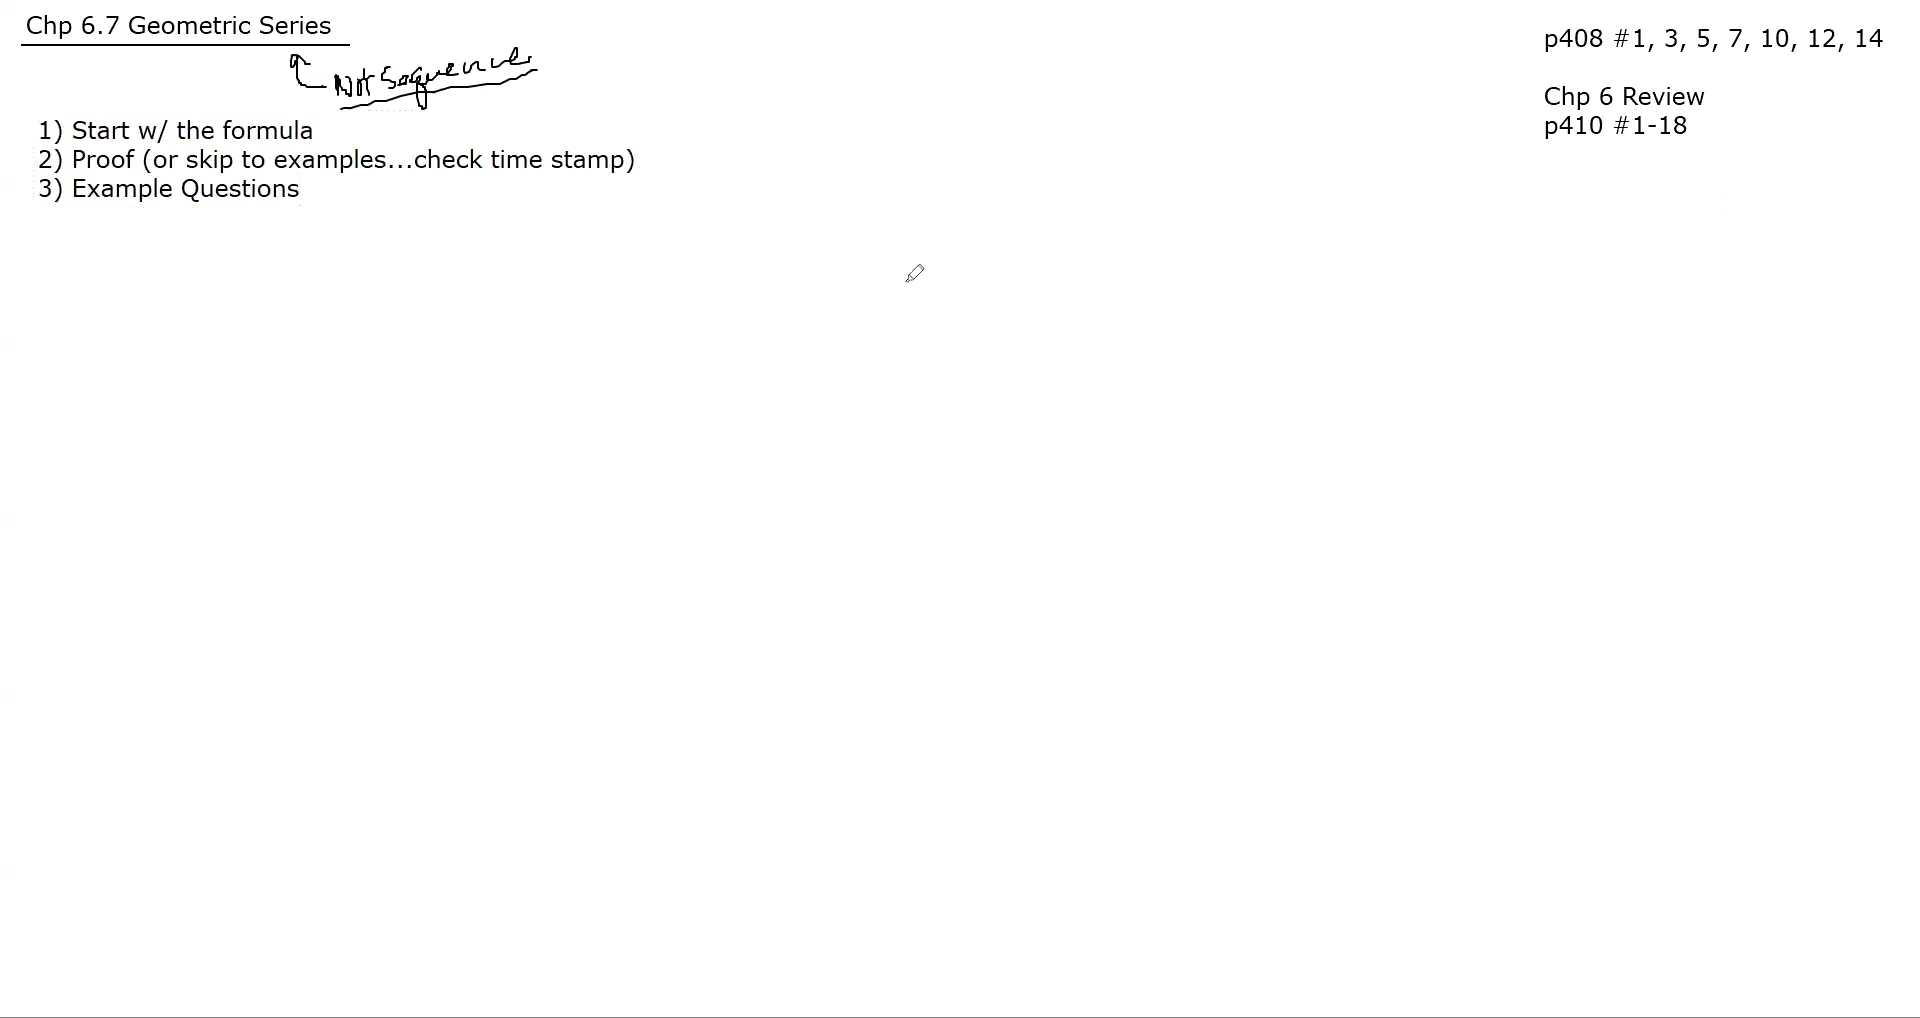 Chp 6.7 Geometric Series
Not Sequences
1) Start w/ the formula
2) Proof (or skip to examples...check time stamp)
3) Example Questions
p408 #1, 3, 5, 7, 10, 12, 14
Chp 6 Review
p410 #1-18